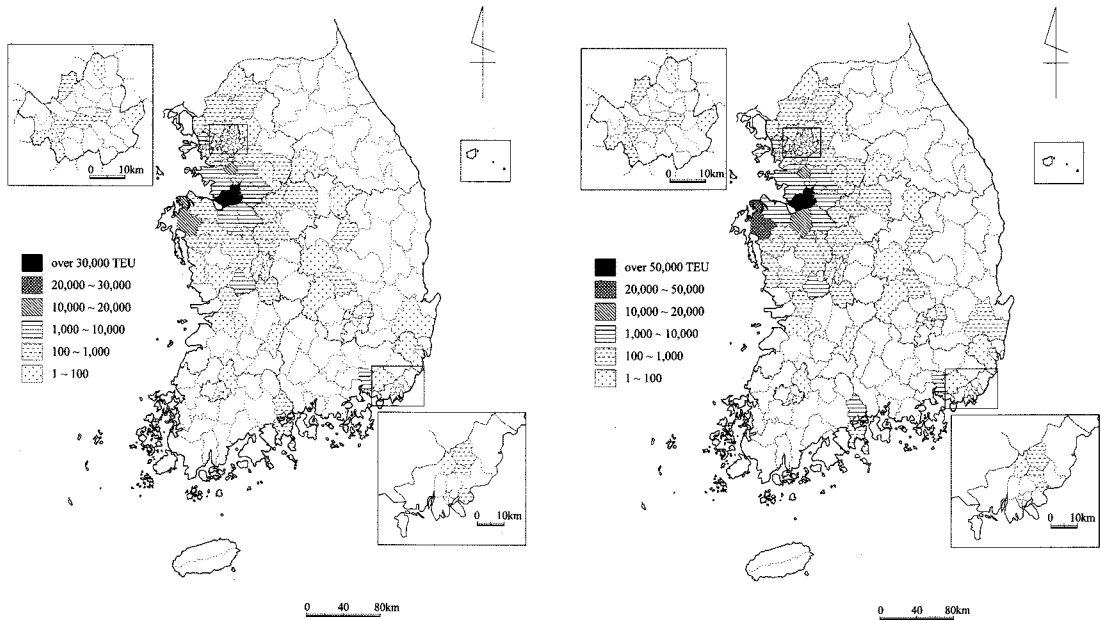 0 10km
over 30,000 TEU
20,000 ~ 30,000
10,000 ~ 20,000
1,000 ~ 10,000
100 ~ 1,000
1 ~ 100
0 10km
0 40 80km
0 10km
over 50,000 TEU
20,000 ~ 50,000
10,000 ~ 20,000
1,000 ~ 10,000
100 ~ 1,000
1 ~ 100
0 10km
0 40 80km